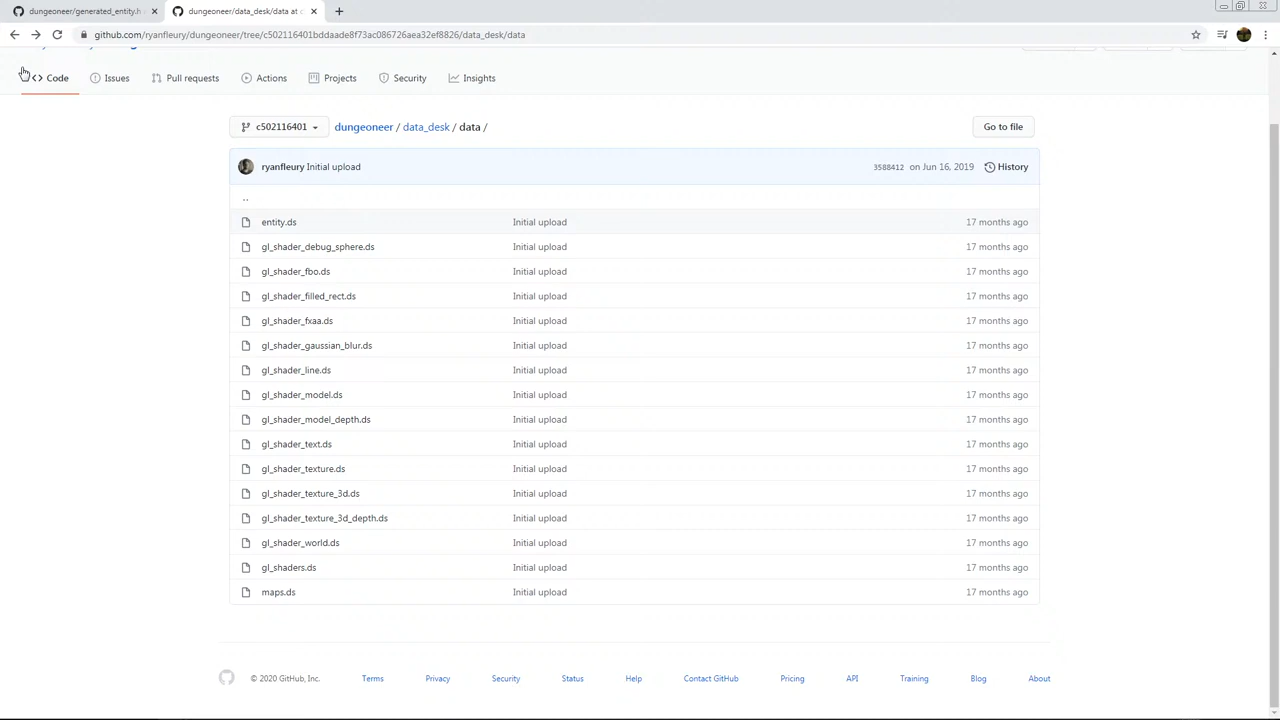 dungeoneer/generated_entity.h
dungeoneer/data_desk/data at c
github.com/ryanfleury/dungeoneer/tree/c502116401bddaade8f73ac086726aea32ef8826/data_desk/data
Code
Issues
Pull requests
Actions
Projects
Security
Insights
c502116401
dungeoneer / data_desk / data /
Go to file
ryanfleury Initial upload
3588412 on Jun 16, 2019
History
..
entity.ds Initial upload 17 months ago
gl_shader_debug_sphere.ds Initial upload 17 months ago
gl_shader_fbo.ds Initial upload 17 months ago
gl_shader_filled_rect.ds Initial upload 17 months ago
gl_shader_fxaa.ds Initial upload 17 months ago
gl_shader_gaussian_blur.ds Initial upload 17 months ago
gl_shader_line.ds Initial upload 17 months ago
gl_shader_model.ds Initial upload 17 months ago
gl_shader_model_depth.ds Initial upload 17 months ago
gl_shader_text.ds Initial upload 17 months ago
gl_shader_texture.ds Initial upload 17 months ago
gl_shader_texture_3d.ds Initial upload 17 months ago
gl_shader_texture_3d_depth.ds Initial upload 17 months ago
gl_shader_world.ds Initial upload 17 months ago
gl_shaders.ds Initial upload 17 months ago
maps.ds Initial upload 17 months ago
© 2020 GitHub, Inc. Terms Privacy Security Status Help Contact GitHub Pricing API Training Blog About